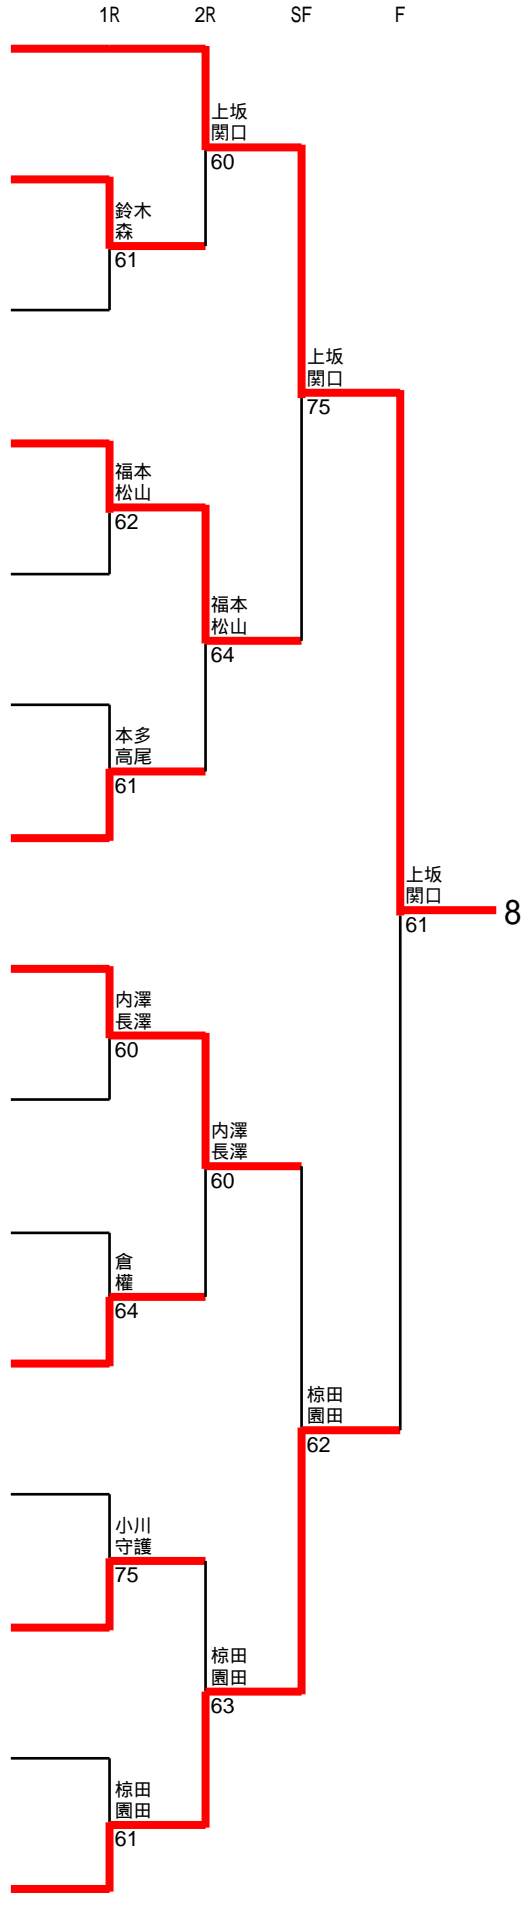 1R 2R SF F
上坂
関口
60
鈴木
森
61
上坂
関口
75
福本
松山
62
福本
松山
64
本多
高尾
61
上坂
関口
61
8
内澤
長澤
60
内澤
長澤
60
倉
權
64
椋田
園田
62
小川
守護
75
椋田
園田
63
椋田
園田
61